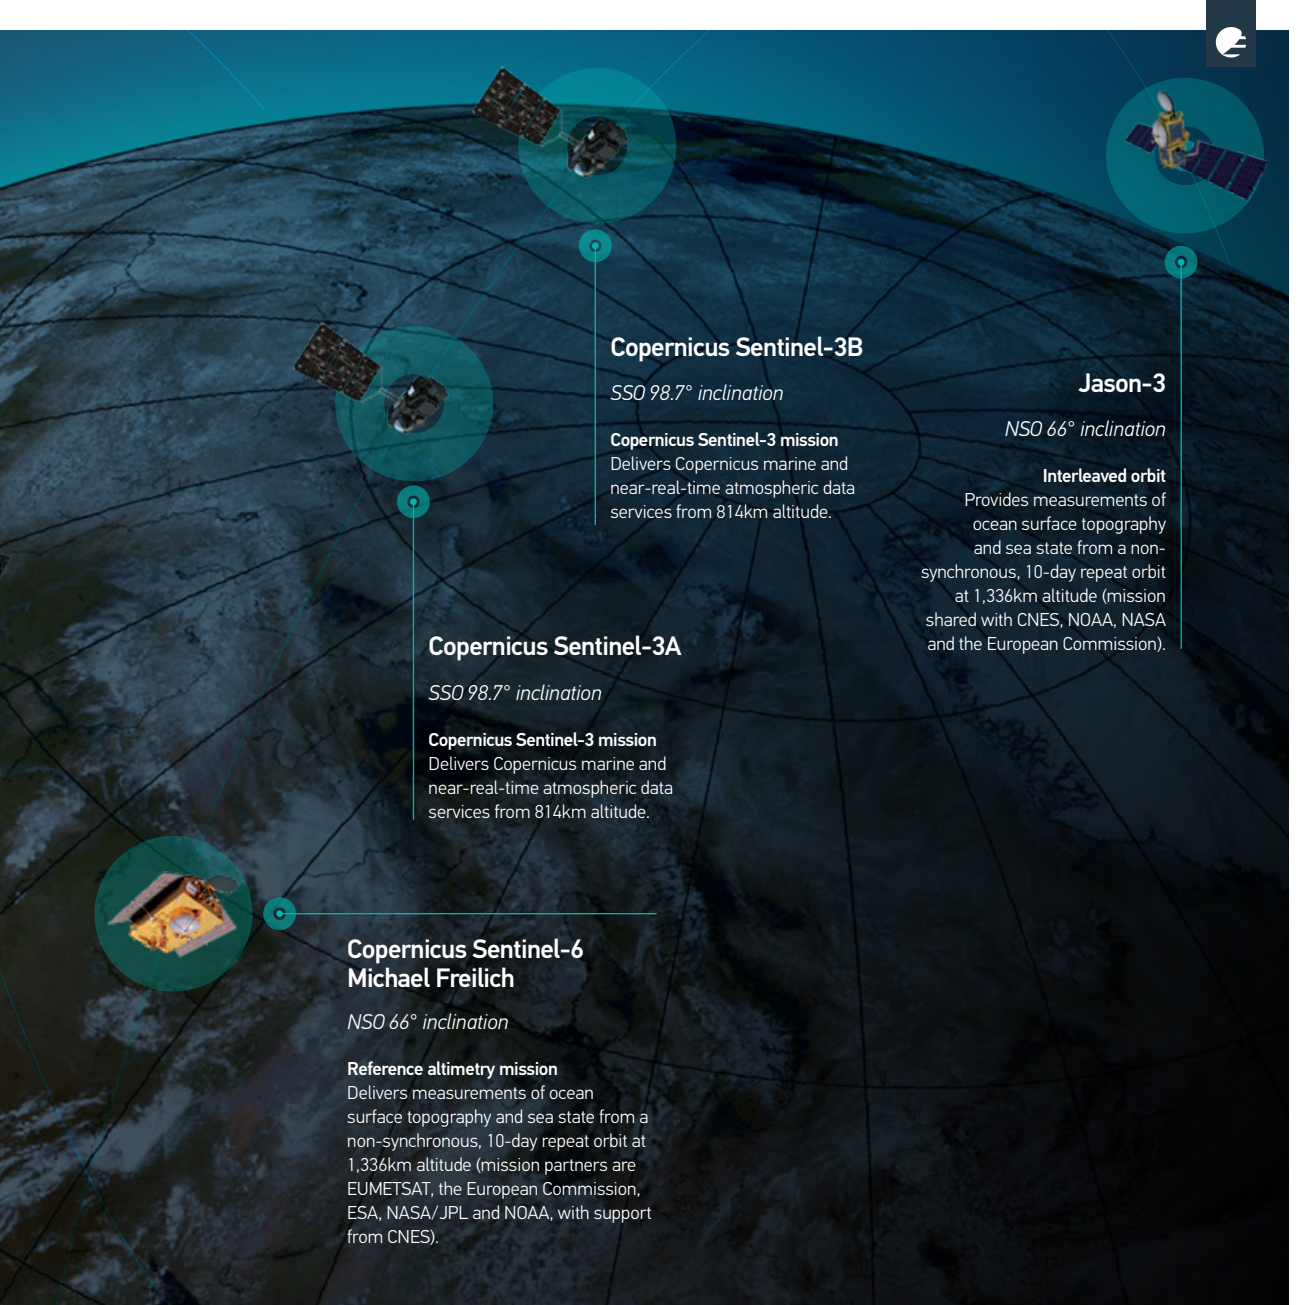 Copernicus Sentinel-3B
SSO 98.7° inclination
Copernicus Sentinel-3 mission
Delivers Copernicus marine and
near-real-time atmospheric data
services from 814km altitude.
Jason-3
NSO 66° inclination
Interleaved orbit
Provides measurements of
ocean surface topography
and sea state from a non-
synchronous, 10-day repeat orbit
at 1,336km altitude (mission
shared with CNES, NOAA, NASA
and the European Commission).
Copernicus Sentinel-3A
SSO 98.7° inclination
Copernicus Sentinel-3 mission
Delivers Copernicus marine and
near-real-time atmospheric data
services from 814km altitude.
Copernicus Sentinel-6
Michael Freilich
NSO 66° inclination
Reference altimetry mission
Delivers measurements of ocean
surface topography and sea state from a
non-synchronous, 10-day repeat orbit at
1,336km altitude (mission partners are
EUMETSAT, the European Commission,
ESA, NASA/JPL and NOAA, with support
from CNES).